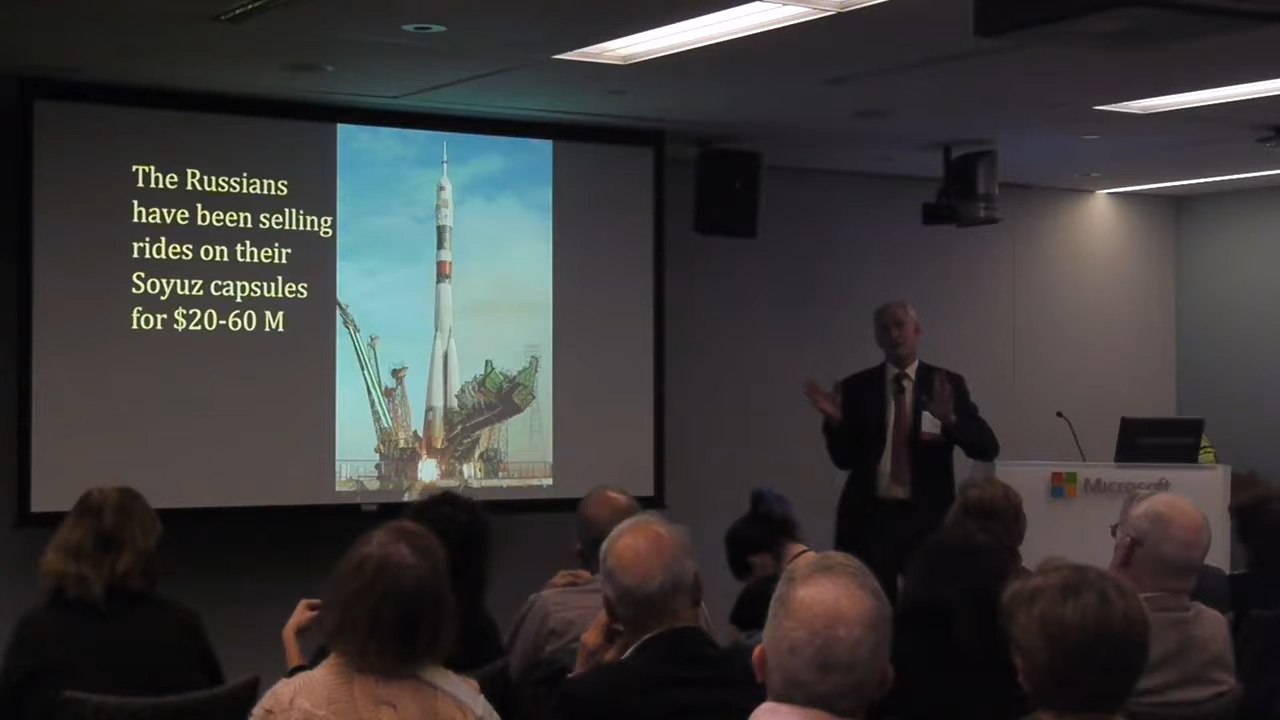 The Russians
have been selling
rides on their
Soyuz capsules
for $20-60 M
Microsoft